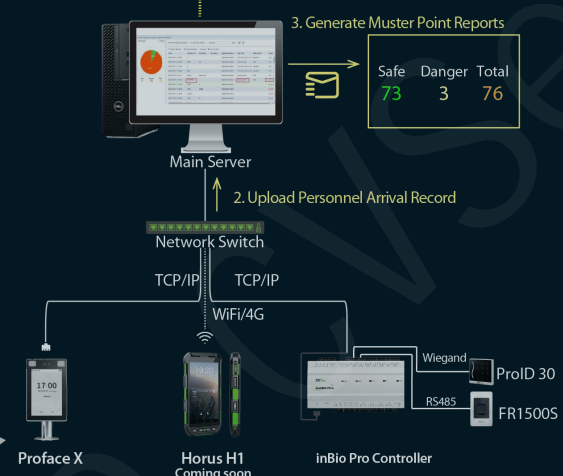 3. Generate Muster Point Reports
Safe Danger Total
73 3 76
Main Server
2. Upload Personnel Arrival Record
Network Switch
TCP/IP TCP/IP
WiFi/4G
17 00
19:20
Wiegand
ProID 30
RS485
FR1500S
Proface X
Horus H1
Coming soon
inBio Pro Controller